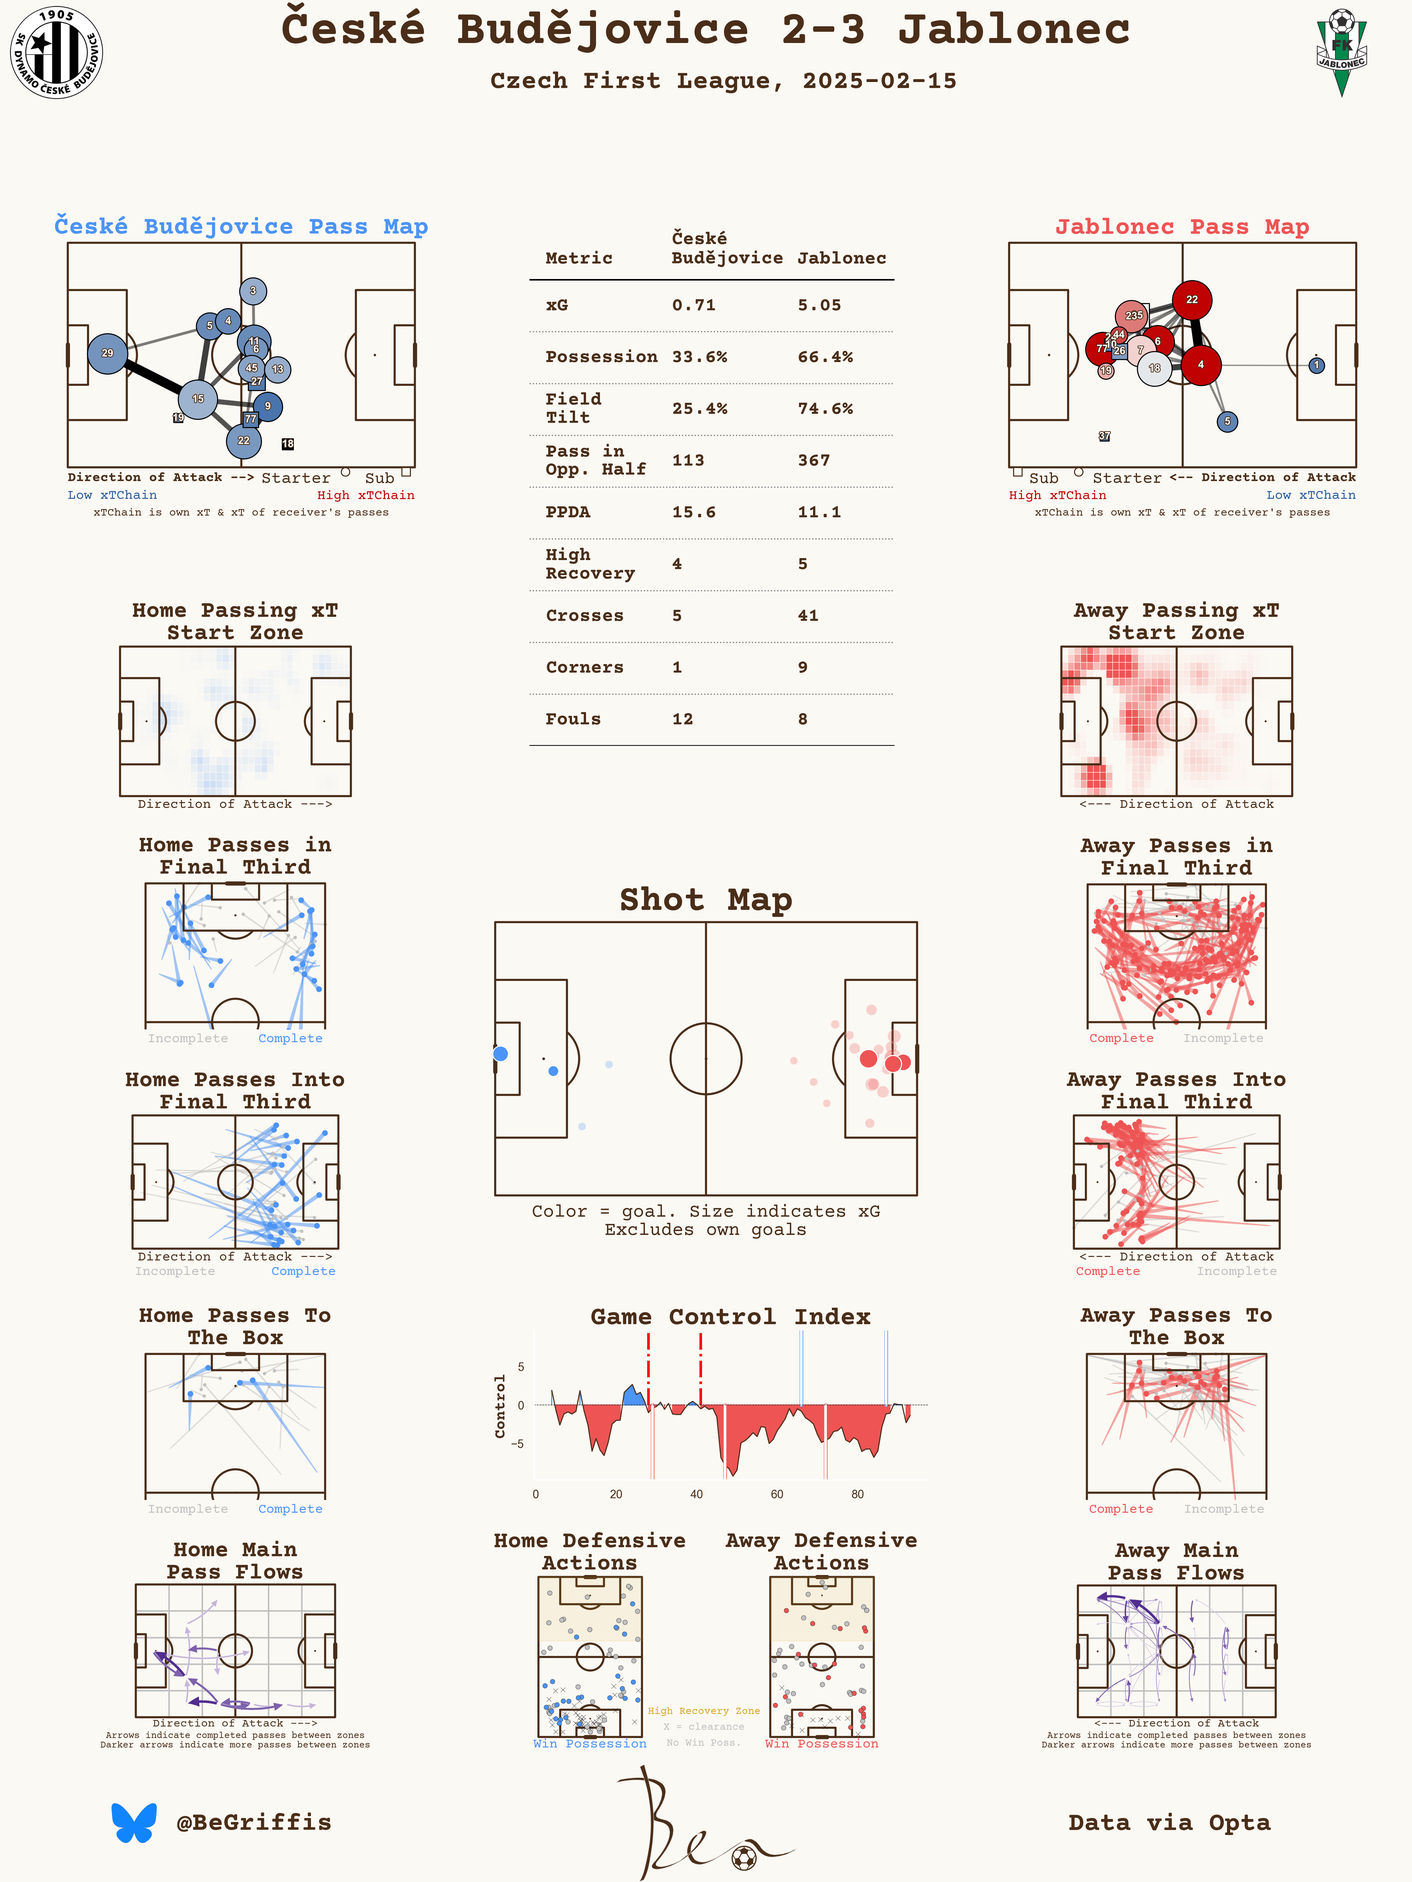 České Budějovice 2-3 Jablonec
Czech First League, 2025-02-15
1905
SK DYNAMO ČESKÉ BUDĚJOVICE
FK
JABLONEC
České Budějovice Pass Map
3
5
4
11
6
29
45
13
27
15
9
19
77
22
18
Direction of Attack --> Starter Sub
Low xTChain High xTChain
xTChain is own xT & xT of receiver's passes
Metric České Budějovice Jablonec
xG 0.71 5.05
Possession 33.6% 66.4%
Field Tilt 25.4% 74.6%
Pass in Opp. Half 113 367
PPDA 15.6 11.1
High Recovery 4 5
Crosses 5 41
Corners 1 9
Fouls 12 8
Jablonec Pass Map
22
235
44
6
77
10
26
7
18
19
4
1
5
37
Sub Starter <-- Direction of Attack
High xTChain Low xTChain
xTChain is own xT & xT of receiver's passes
Home Passing xT
Start Zone
Direction of Attack --->
Away Passing xT
Start Zone
<--- Direction of Attack
Home Passes in
Final Third
Incomplete Complete
Away Passes in
Final Third
Complete Incomplete
Shot Map
Color = goal. Size indicates xG
Excludes own goals
Home Passes Into
Final Third
Direction of Attack --->
Incomplete Complete
Away Passes Into
Final Third
<--- Direction of Attack
Complete Incomplete
Home Passes To
The Box
Incomplete Complete
Game Control Index
Control
5
0
−5
0 20 40 60 80
Away Passes To
The Box
Complete Incomplete
Home Main
Pass Flows
Direction of Attack --->
Arrows indicate completed passes between zones
Darker arrows indicate more passes between zones
Home Defensive
Actions
Win Possession
High Recovery Zone
X = clearance
No Win Poss.
Away Defensive
Actions
Win Possession
Away Main
Pass Flows
<--- Direction of Attack
Arrows indicate completed passes between zones
Darker arrows indicate more passes between zones
@BeGriffis
Ben
Data via Opta